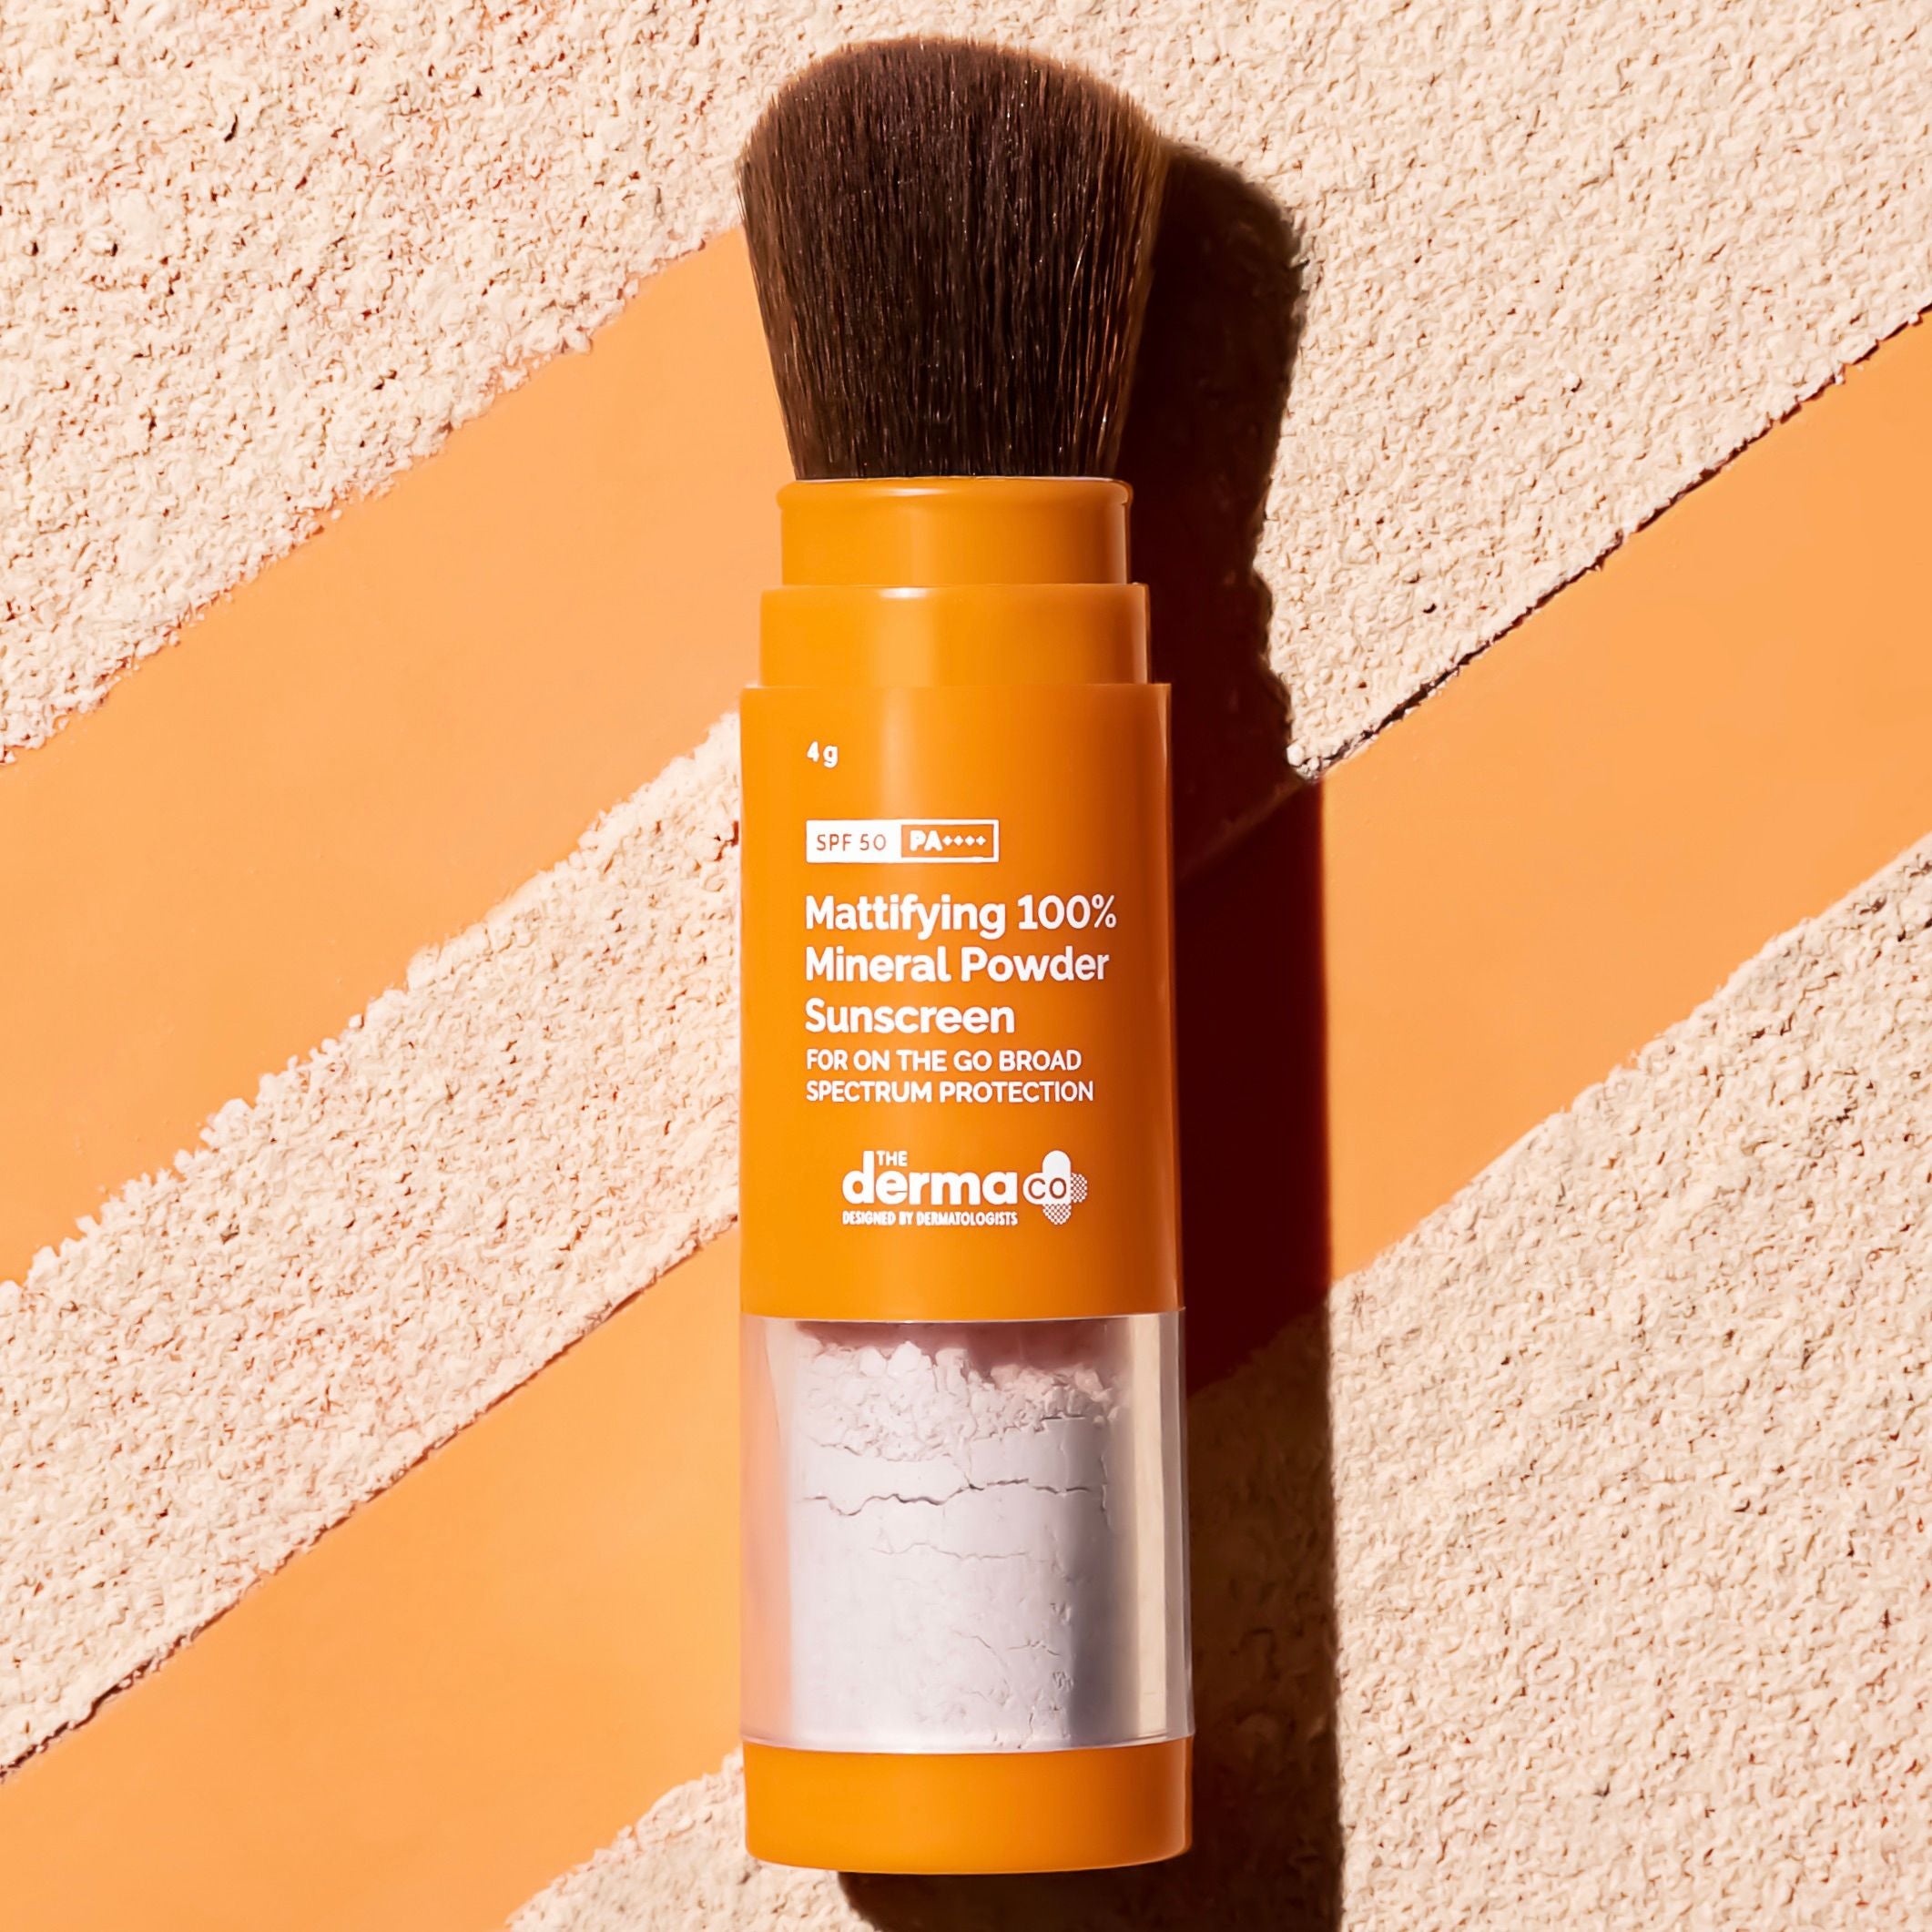 4 g
SPF 50 PA++++
Mattifying 100%
Mineral Powder
Sunscreen
FOR ON THE GO BROAD
SPECTRUM PROTECTION
THE
derma co
DESIGNED BY DERMATOLOGISTS